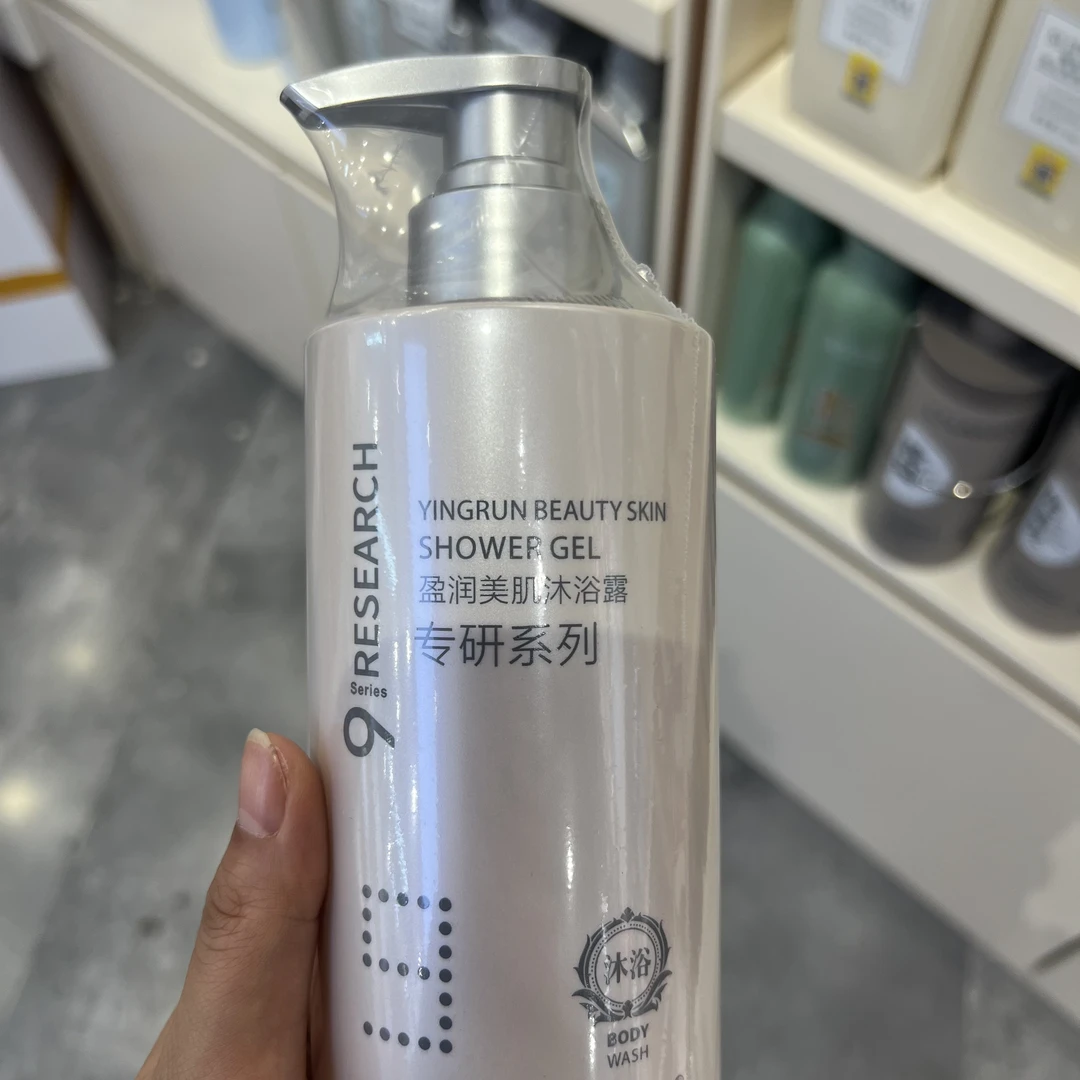 YINGRUN BEAUTY SKIN
SHOWER GEL
盈润美肌沐浴露
专研系列
9 Series RESEARCH
沐浴
BODY
WASH